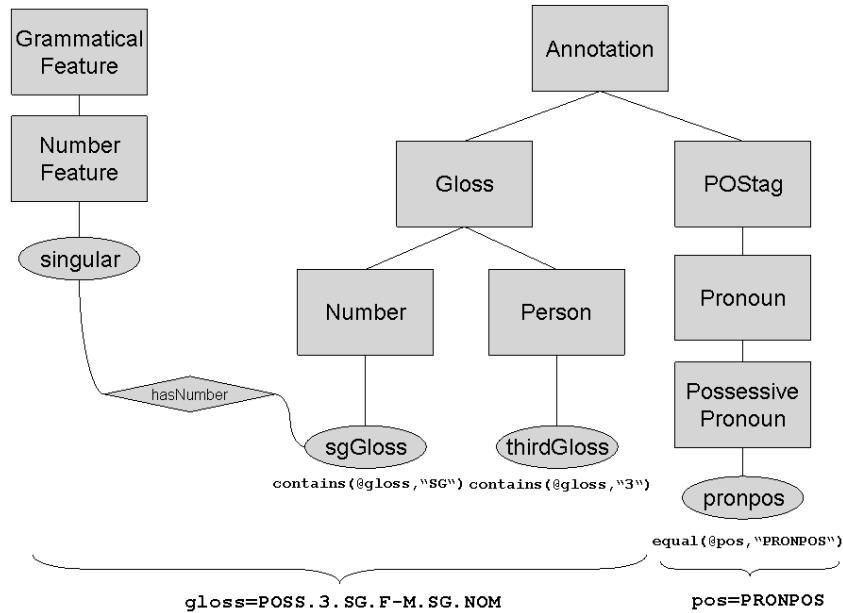 Grammatical
Feature
Annotation
Number
Feature
Gloss
POStag
singular
Number
Person
Pronoun
hasNumber
Possessive
Pronoun
sgGloss
thirdGloss
contains(@gloss,"SG")
contains(@gloss,"3")
pronpos
equal(@pos,"PRONPOS")
gloss=POSS.3.SG.F-M.SG.NOM
pos=PRONPOS